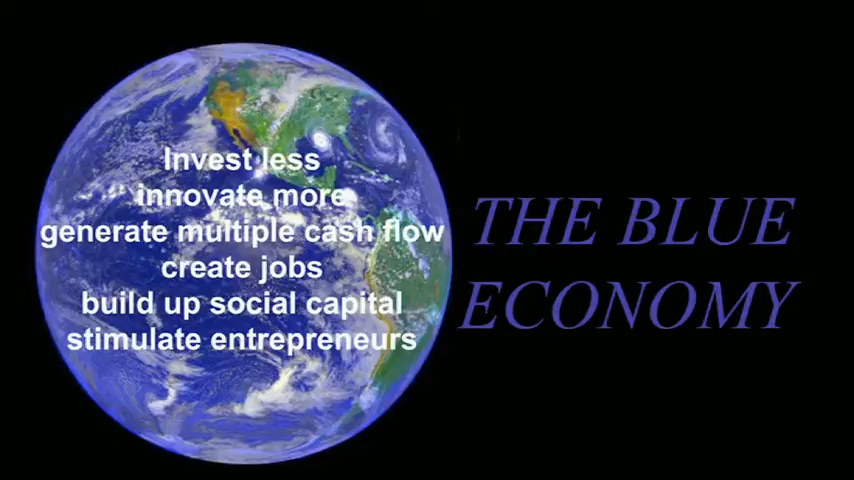 Invest less
innovate more
generate multiple cash flow
create jobs
build up social capital
stimulate entrepreneurs
THE BLUE
ECONOMY